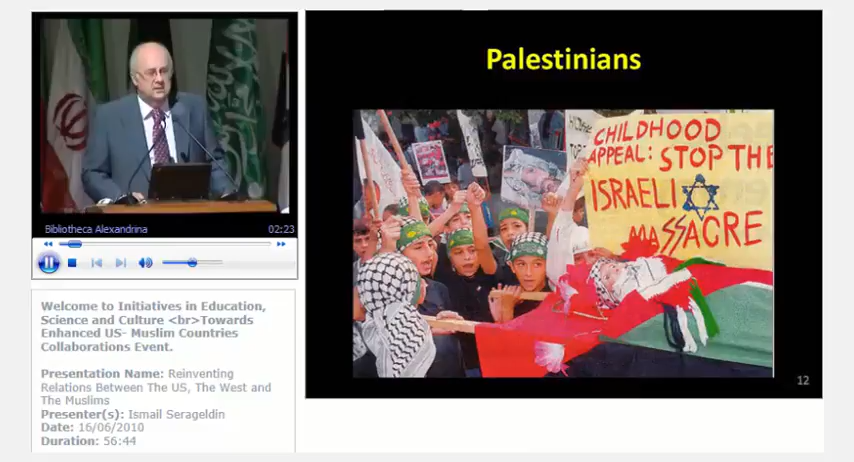 Bibliotheca Alexandrina
02:23
Welcome to Initiatives in Education,
Science and Culture <br>Towards
Enhanced US- Muslim Countries
Collaborations Event.
Presentation Name: Reinventing
Relations Between The US, The West and
The Muslims
Presenter(s): Ismail Serageldin
Date: 16/06/2010
Duration: 56:44
Palestinians
CHILDHOOD
APPEAL: STOP THE
ISRAELI
MASSACRE
12